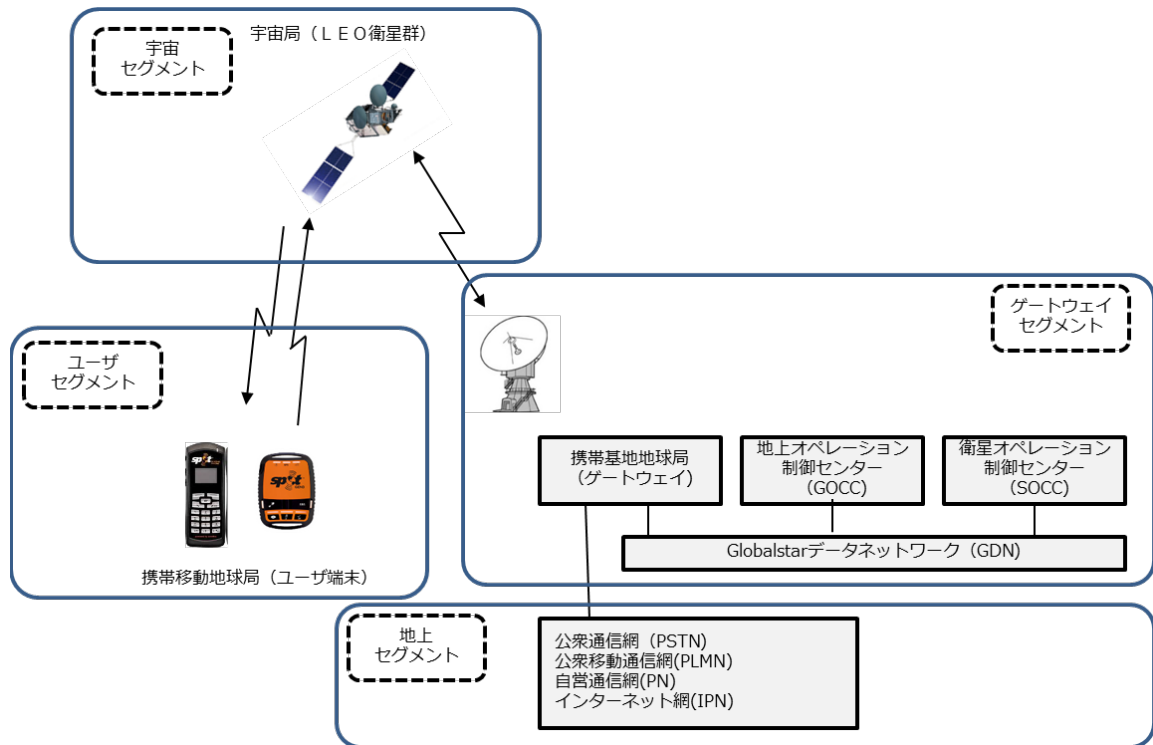 宇宙
セグメント
宇宙局(LEO衛星群)
ゲートウェイ
セグメント
ユーザ
セグメント
spot
spot
携帯移動地球局(ユーザ端末)
携帯基地地球局
(ゲートウェイ)
地上オペレーション
制御センター
(GOCC)
衛星オペレーション
制御センター
(SOCC)
Globalstarデータネットワーク(GDN)
地上
セグメント
公衆通信網(PSTN)
公衆移動通信網(PLMN)
自営通信網(PN)
インターネット網(IPN)